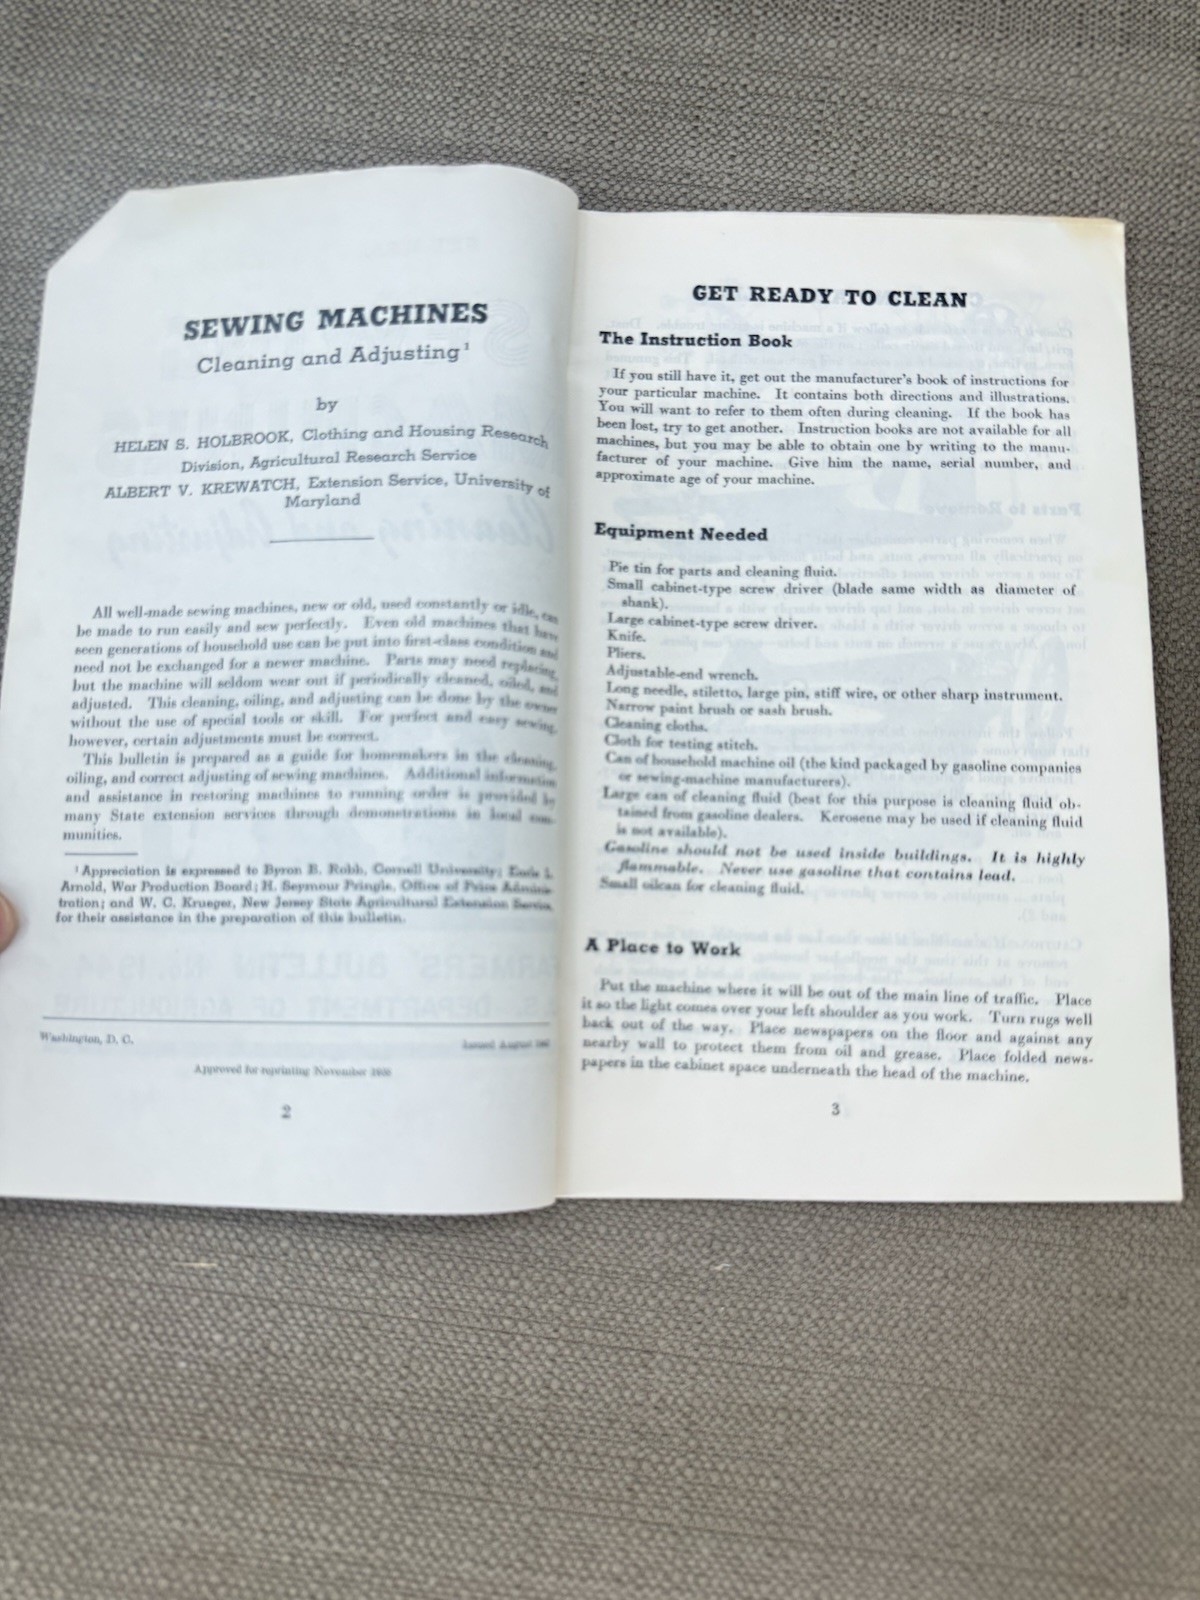 SEWING MACHINES
Cleaning and Adjusting¹
by
HELEN S. HOLBROOK, Clothing and Housing Research
Division, Agricultural Research Service
ALBERT V. KREWATCH, Extension Service, University of
Maryland
All well-made sewing machines, new or old, used constantly or idle, can
be made to run easily and sew perfectly. Even old machines that have
seen generations of household use can be put into first-class condition and
need not be exchanged for a newer machine. Parts may need replacing,
but the machine will seldom wear out if periodically cleaned, oiled, and
adjusted. This cleaning, oiling, and adjusting can be done by the owner
without the use of special tools or skill. For perfect and easy sewing,
however, certain adjustments must be correct.
This bulletin is prepared as a guide for homemakers in the cleaning,
oiling, and correct adjusting of sewing machines. Additional information
and assistance in restoring machines to running order is provided by
many State extension services through demonstrations in local com-
munities.
¹ Appreciation is expressed to Byron B. Robb, Cornell University;
Arnold, War Production Board; H. Seymour Pringle, Office of Price Adminis-
tration; and W. C. Krueger, New Jersey State Agricultural Extension Service,
for their assistance in the preparation of this bulletin.
Washington, D. C.
Issued August
Approved for reprinting November
2
GET READY TO CLEAN
The Instruction Book
If you still have it, get out the manufacturer's book of instructions for
your particular machine. It contains both directions and illustrations.
You will want to refer to them often during cleaning. If the book has
been lost, try to get another. Instruction books are not available for all
machines, but you may be able to obtain one by writing to the manu-
facturer of your machine. Give him the name, serial number, and
approximate age of your machine.
Equipment Needed
Pie tin for parts and cleaning fluid.
Small cabinet-type screw driver (blade same width as diameter of
shank).
Large cabinet-type screw driver.
Knife.
Pliers.
Adjustable-end wrench.
Long needle, stiletto, large pin, stiff wire, or other sharp instrument.
Narrow paint brush or sash brush.
Cleaning cloths.
Cloth for testing stitch.
Can of household machine oil (the kind packaged by gasoline companies
or sewing-machine manufacturers).
Large can of cleaning fluid (best for this purpose is cleaning fluid ob-
tained from gasoline dealers. Kerosene may be used if cleaning fluid
is not available).
Gasoline should not be used inside buildings. It is highly
flammable. Never use gasoline that contains lead.
Small oilcan for cleaning fluid.
A Place to Work
Put the machine where it will be out of the main line of traffic. Place
it so the light comes over your left shoulder as you work. Turn rugs well
back out of the way. Place newspapers on the floor and against any
nearby wall to protect them from oil and grease. Place folded news-
papers in the cabinet space underneath the head of the machine.
3